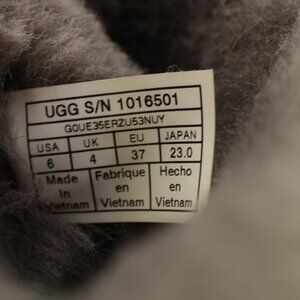 UGG S/N 1016501
G0UE35ERZU53NUY
USA UK EU JAPAN
6 4 37 23.0
Made Fabrique Hecho
In en en
Vietnam Vietnam Vietnam